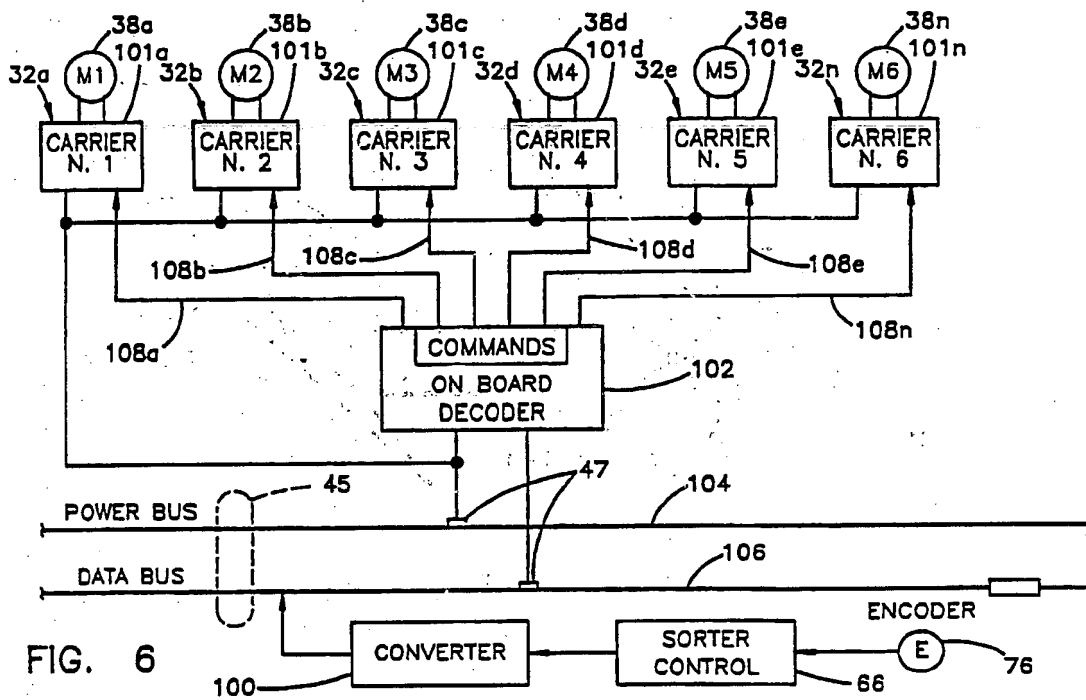 38a 38b 38c 38d 38e 38n
101a 101b 101c 101d 101e 101n
32a 32b 32c 32d 32e 32n
M1 M2 M3 M4 M5 M6
CARRIER N. 1
CARRIER N. 2
CARRIER N. 3
CARRIER N. 4
CARRIER N. 5
CARRIER N. 6
108b 108c 108d 108e
108a 108n
COMMANDS
ON BOARD
DECODER
102
45 47
POWER BUS 104
DATA BUS 106
ENCODER
FIG. 6
CONVERTER
SORTER
CONTROL
E
100 66 76